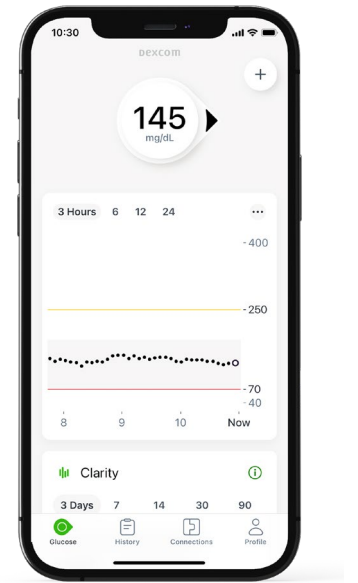 10:30
Dexcom
+
145
mg/dL
3 Hours 6 12 24 ...
-400
-250
-70
-40
8 9 10 Now
Clarity
3 Days 7 14 30 90
Glucose History Connections Profile